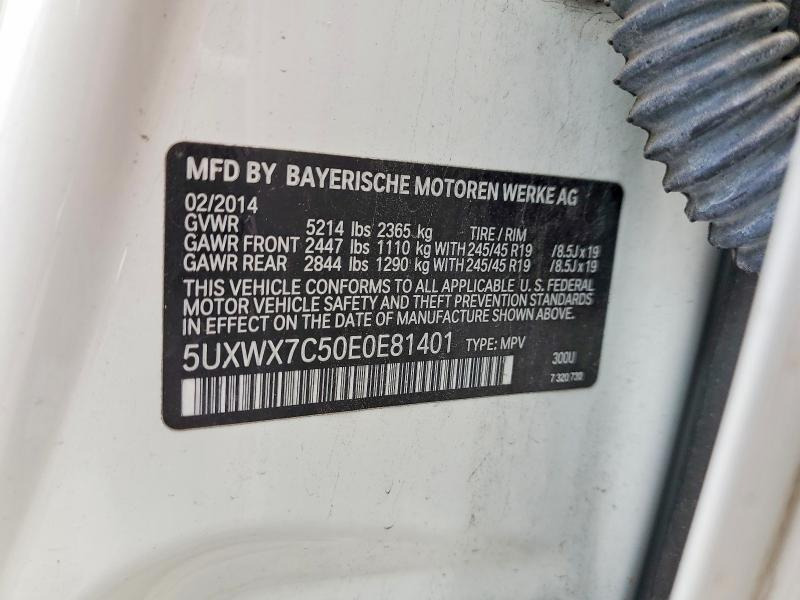 MFD BY BAYERISCHE MOTOREN WERKE AG
02/2014
GVWR 5214 lbs 2365 kg TIRE / RIM
GAWR FRONT 2447 lbs 1110 kg WITH 245/45 R19 /8.5J x 19
GAWR REAR 2844 lbs 1290 kg WITH 245/45 R19 /8.5J x 19
THIS VEHICLE CONFORMS TO ALL APPLICABLE U. S. FEDERAL
MOTOR VEHICLE SAFETY AND THEFT PREVENTION STANDARDS
IN EFFECT ON THE DATE OF MANUFACTURE SHOWN ABOVE.
5UXWX7C50E0E81401 TYPE: MPV 300U
7 320 730